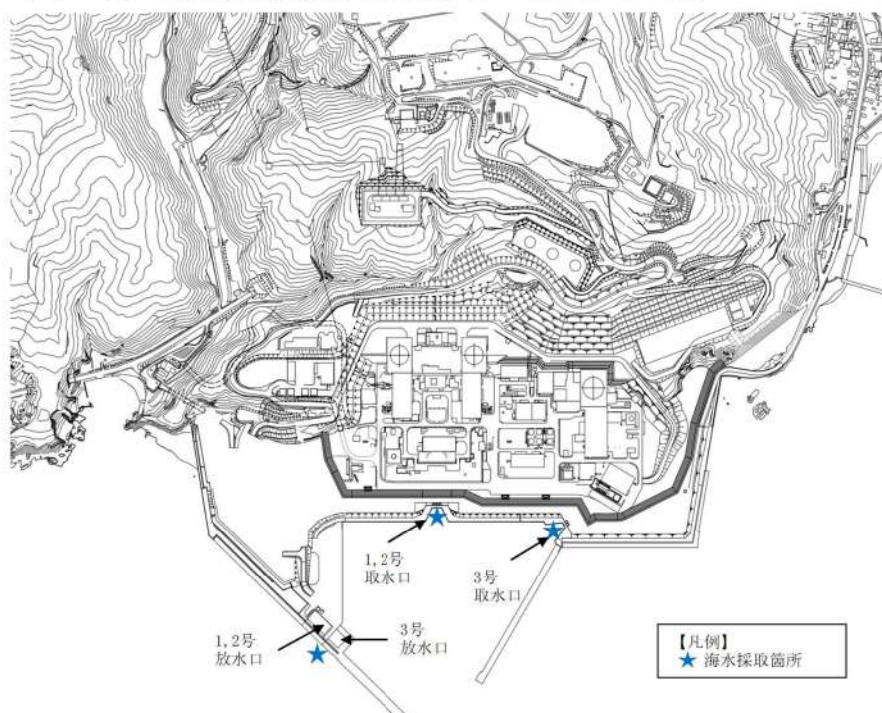 1,2号
取水口
3号
取水口
1,2号
放水口
3号
放水口
【凡例】
★ 海水採取箇所